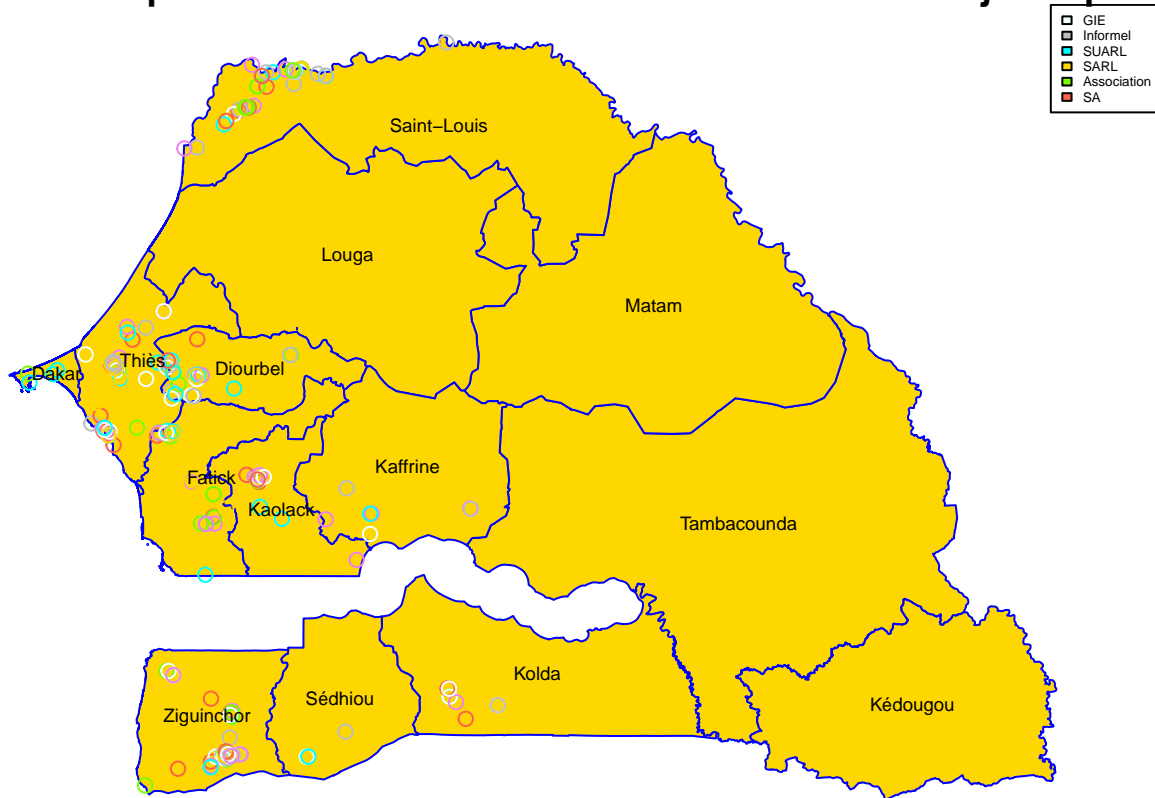 GIE
Informel
SUARL
SARL
Association
SA
Saint−Louis
Louga
Matam
Thiès
Dakar
Diourbel
Kaffrine
Fatick
Kaolack
Tambacounda
Kolda
Sédhiou
Ziguinchor
Kédougou